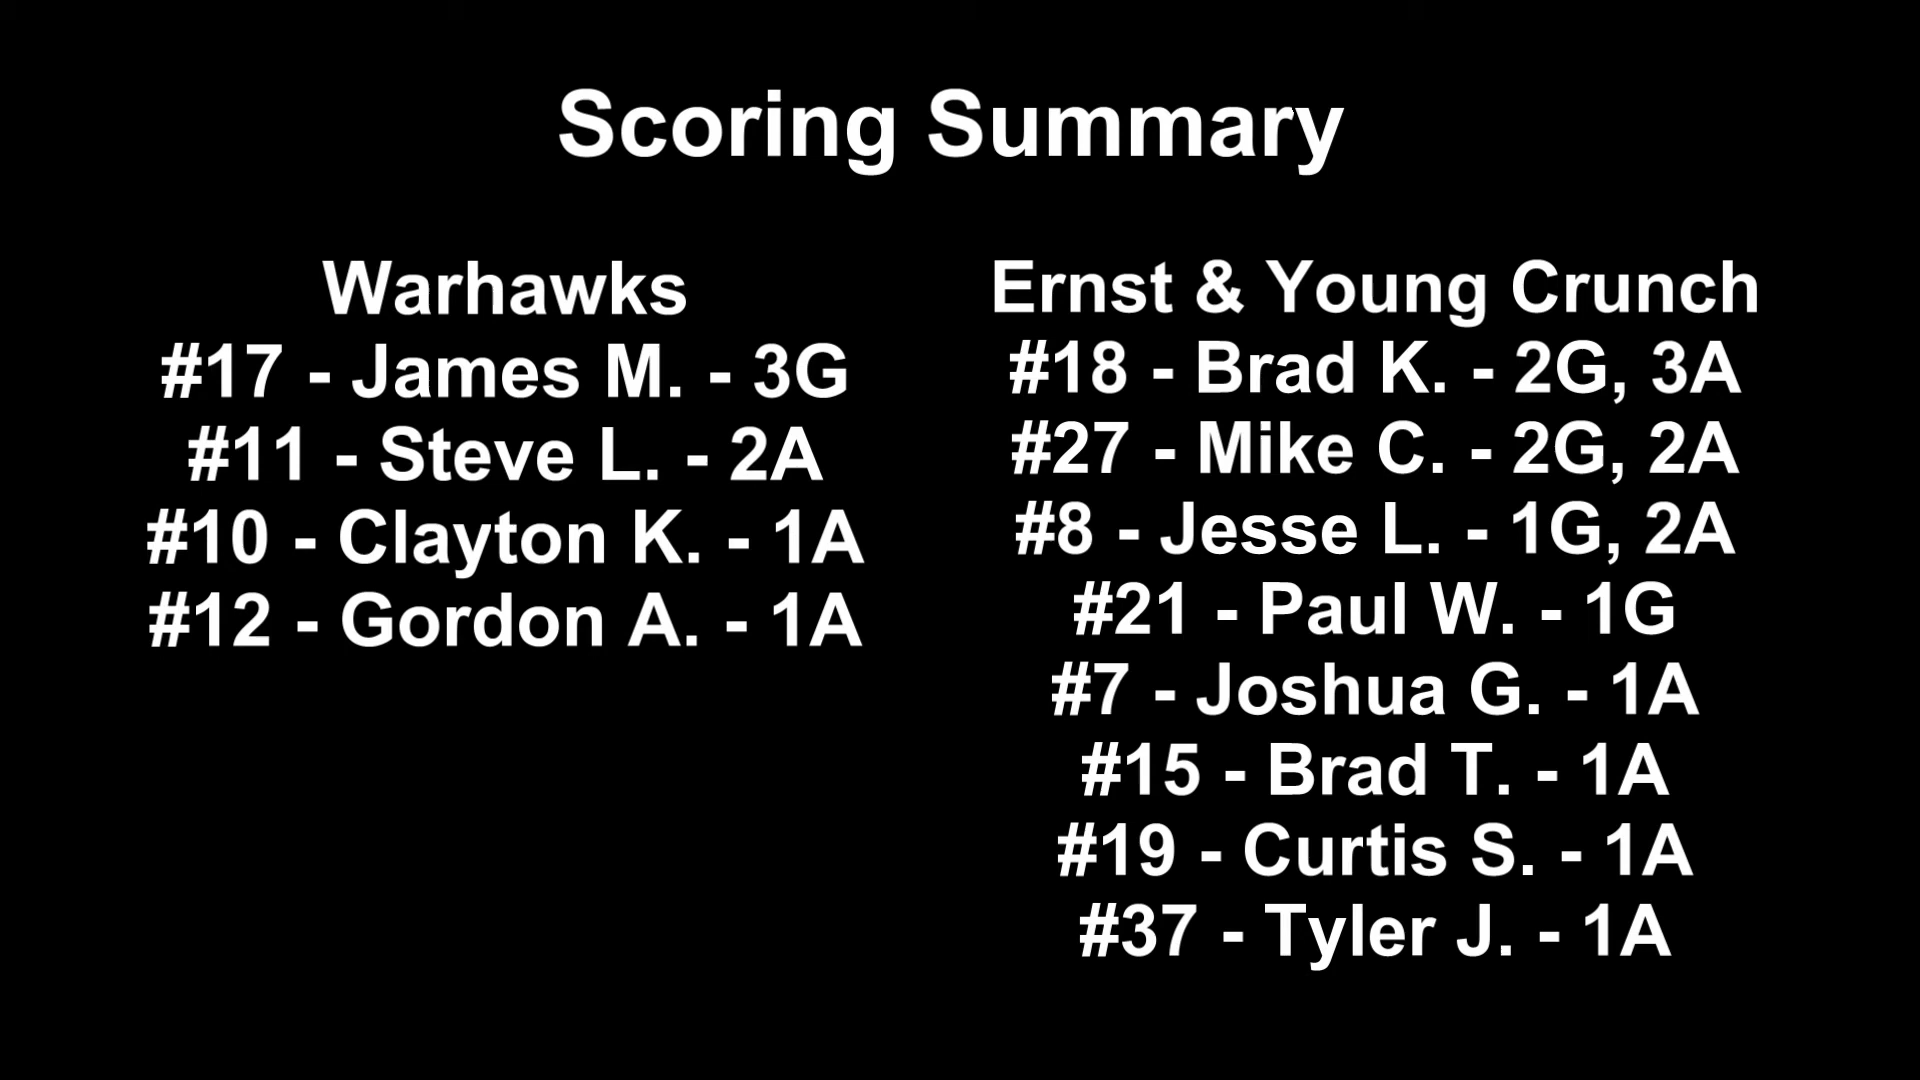 Scoring Summary
Warhawks
#17 - James M. - 3G
#11 - Steve L. - 2A
#10 - Clayton K. - 1A
#12 - Gordon A. - 1A
Ernst & Young Crunch
#18 - Brad K. - 2G, 3A
#27 - Mike C. - 2G, 2A
#8 - Jesse L. - 1G, 2A
#21 - Paul W. - 1G
#7 - Joshua G. - 1A
#15 - Brad T. - 1A
#19 - Curtis S. - 1A
#37 - Tyler J. - 1A